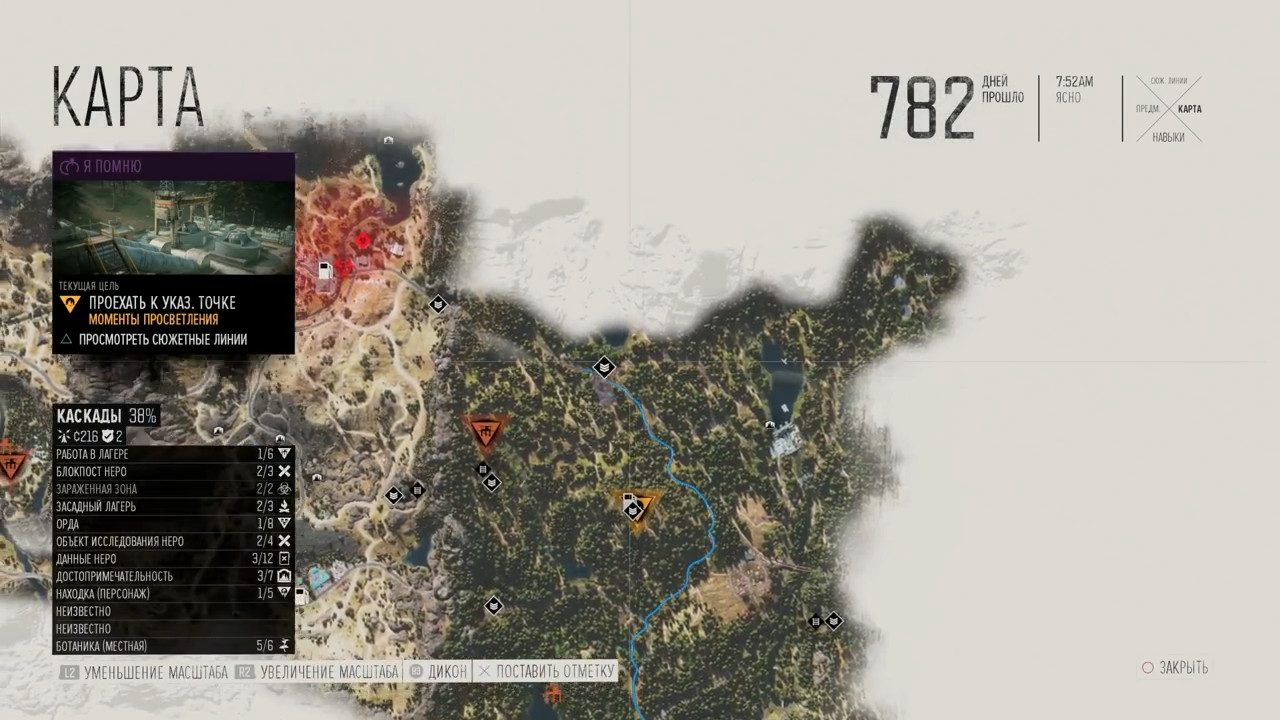 КАРТА
782
ДНЕЙ
ПРОШЛО
7:52AM
ЯСНО
СЮЖ. ЛИНИИ
ПРЕДМ.
КАРТА
НАВЫКИ
Я ПОМНЮ
ТЕКУЩАЯ ЦЕЛЬ
ПРОЕХАТЬ К УКАЗ. ТОЧКЕ
МОМЕНТЫ ПРОСВЕТЛЕНИЯ
ПРОСМОТРЕТЬ СЮЖЕТНЫЕ ЛИНИИ
КАСКАДЫ 38%
¢216 2
РАБОТА В ЛАГЕРЕ 1/6
БЛОКПОСТ НЕРО 2/3
ЗАРАЖЕННАЯ ЗОНА 2/2
ЗАСАДНЫЙ ЛАГЕРЬ 2/3
ОРДА 1/8
ОБЪЕКТ ИССЛЕДОВАНИЯ НЕРО 2/4
ДАННЫЕ НЕРО 3/12
ДОСТОПРИМЕЧАТЕЛЬНОСТЬ 3/7
НАХОДКА (ПЕРСОНАЖ) 1/5
НЕИЗВЕСТНО
НЕИЗВЕСТНО
БОТАНИКА (МЕСТНАЯ) 5/6
L2 УМЕНЬШЕНИЕ МАСШТАБА R2 УВЕЛИЧЕНИЕ МАСШТАБА R3 ДИКОН ПОСТАВИТЬ ОТМЕТКУ
ЗАКРЫТЬ